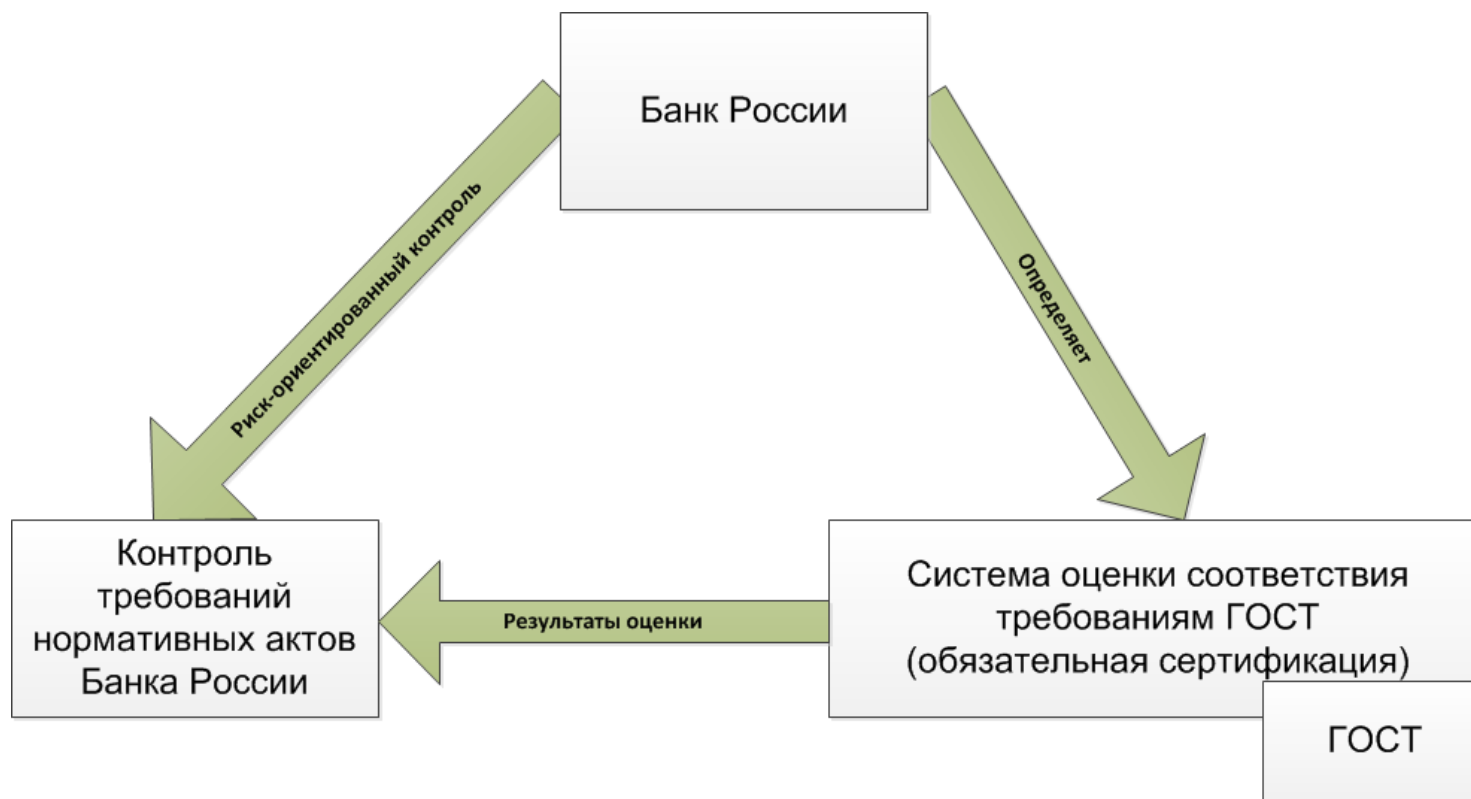 Банк России
Риск-ориентированный контроль
Определяет
Контроль
требований
нормативных актов
Банка России
Результаты оценки
Система оценки соответствия
требованиям ГОСТ
(обязательная сертификация)
ГОСТ